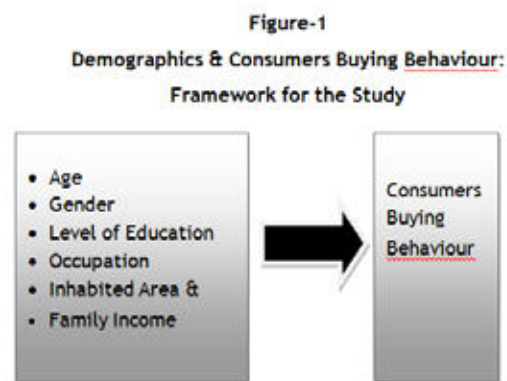 Figure-1
Demographics & Consumers Buying Behaviour:
Framework for the Study
• Age
• Gender
• Level of Education
• Occupation
• Inhabited Area &
• Family Income
Consumers
Buying
Behaviour